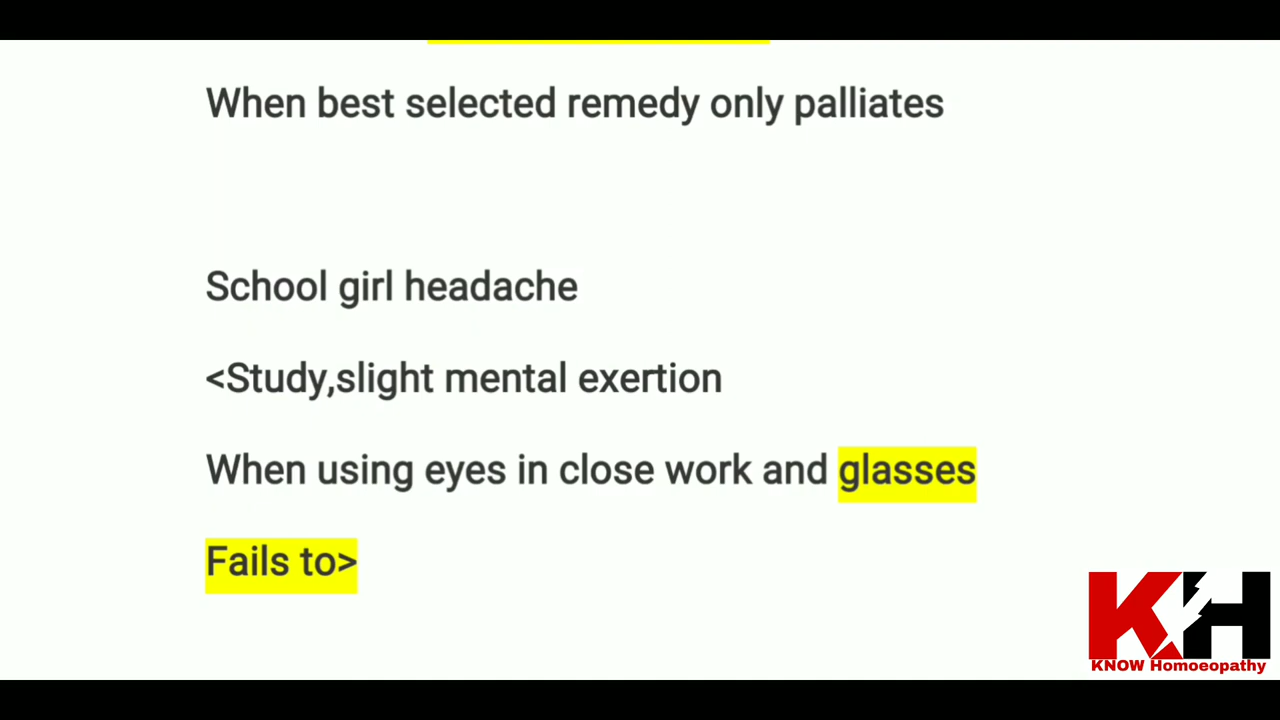 When best selected remedy only palliates
School girl headache
<Study,slight mental exertion
When using eyes in close work and glasses
Fails to>
KH
KNOW Homoeopathy